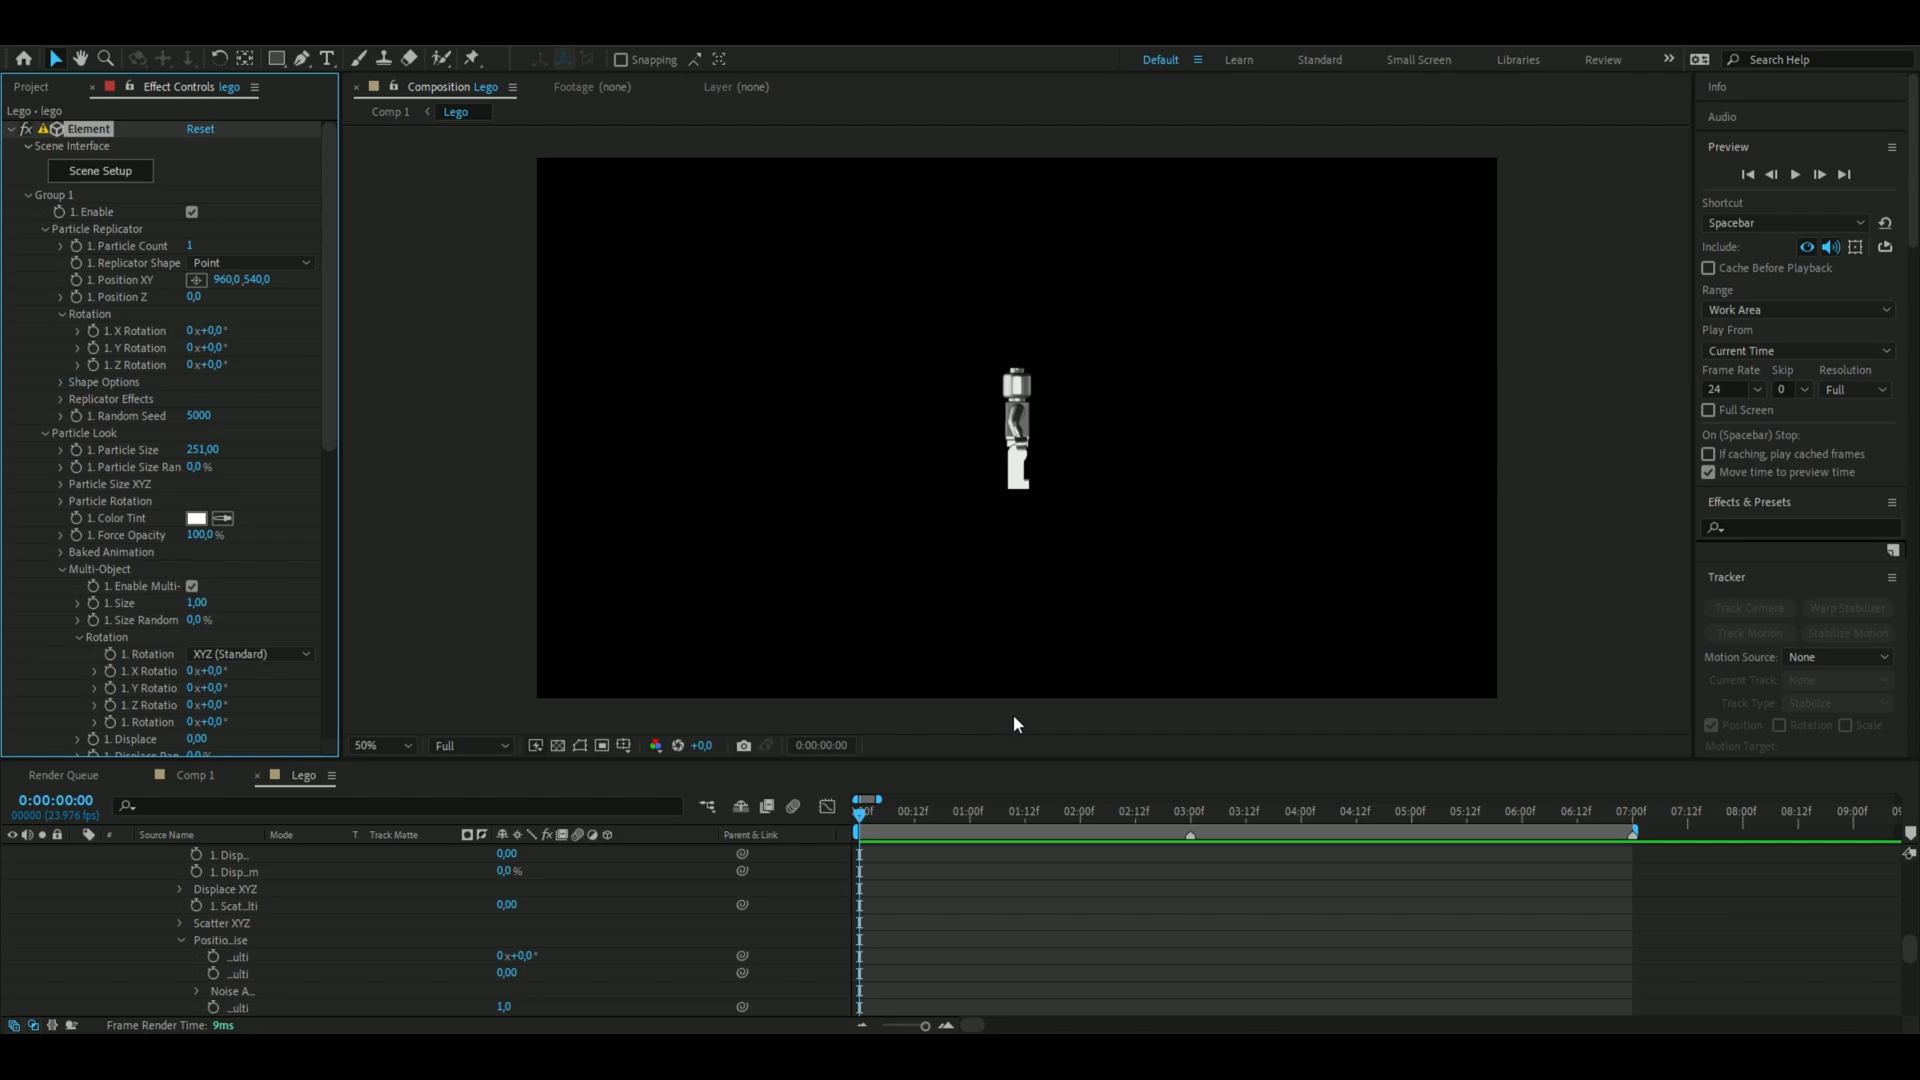 Snapping
Default
Learn
Standard
Small Screen
Libraries
Review
Search Help
Project
Effect Controls lego
Composition Lego
Footage (none)
Layer (none)
Lego • lego
Comp 1
Lego
fx Element
Reset
Scene Interface
Scene Setup
Group 1
1. Enable
Particle Replicator
1. Particle Count 1
1. Replicator Shape Point
1. Position XY 960,0,540,0
1. Position Z 0,0
Rotation
1. X Rotation 0x+0,0°
1. Y Rotation 0x+0,0°
1. Z Rotation 0x+0,0°
Shape Options
Replicator Effects
1. Random Seed 5000
Particle Look
1. Particle Size 251,00
1. Particle Size Ran 0,0 %
Particle Size XYZ
Particle Rotation
1. Color Tint
1. Force Opacity 100,0 %
Baked Animation
Multi-Object
1. Enable Multi-
1. Size 1,00
1. Size Random 0,0 %
Rotation
1. Rotation XYZ (Standard)
1. X Rotatio 0x+0,0°
1. Y Rotatio 0x+0,0°
1. Z Rotatio 0x+0,0°
1. Rotation 0x+0,0°
1. Displace 0,00
50%
Full
+0,0
0:00:00:00
Info
Audio
Preview
Shortcut
Spacebar
Include:
Cache Before Playback
Range
Work Area
Play From
Current Time
Frame Rate Skip Resolution
24 0 Full
Full Screen
On (Spacebar) Stop:
If caching, play cached frames
Move time to preview time
Effects & Presets
Tracker
Track Camera Warp Stabilizer
Track Motion Stabilize Motion
Motion Source: None
Current Track: None
Track Type: Stabilize
Position Rotation Scale
Motion Target:
Render Queue
Comp 1
Lego
0:00:00:00
00000 (23.976 fps)
# Source Name Mode T Track Matte fx Parent & Link
00f 00:12f 01:00f 01:12f 02:00f 02:12f 03:00f 03:12f 04:00f 04:12f 05:00f 05:12f 06:00f 06:12f 07:00f 07:12f 08:00f 08:12f 09:00f
1. Disp... 0,00
1. Disp...m 0,0 %
Displace XYZ
1. Scat...lti 0,00
Scatter XYZ
Positio...ise
...ulti 0x+0,0°
...ulti 0,00
Noise A...
...ulti 1,0
Frame Render Time: 9ms